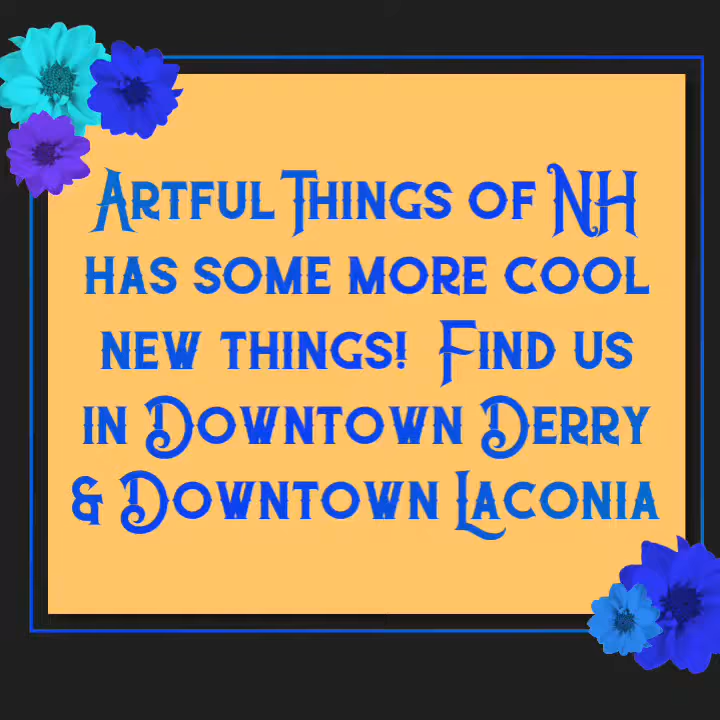 Artful Things of NH
has some more cool
new things!  Find us
in Downtown Derry
& Downtown Laconia